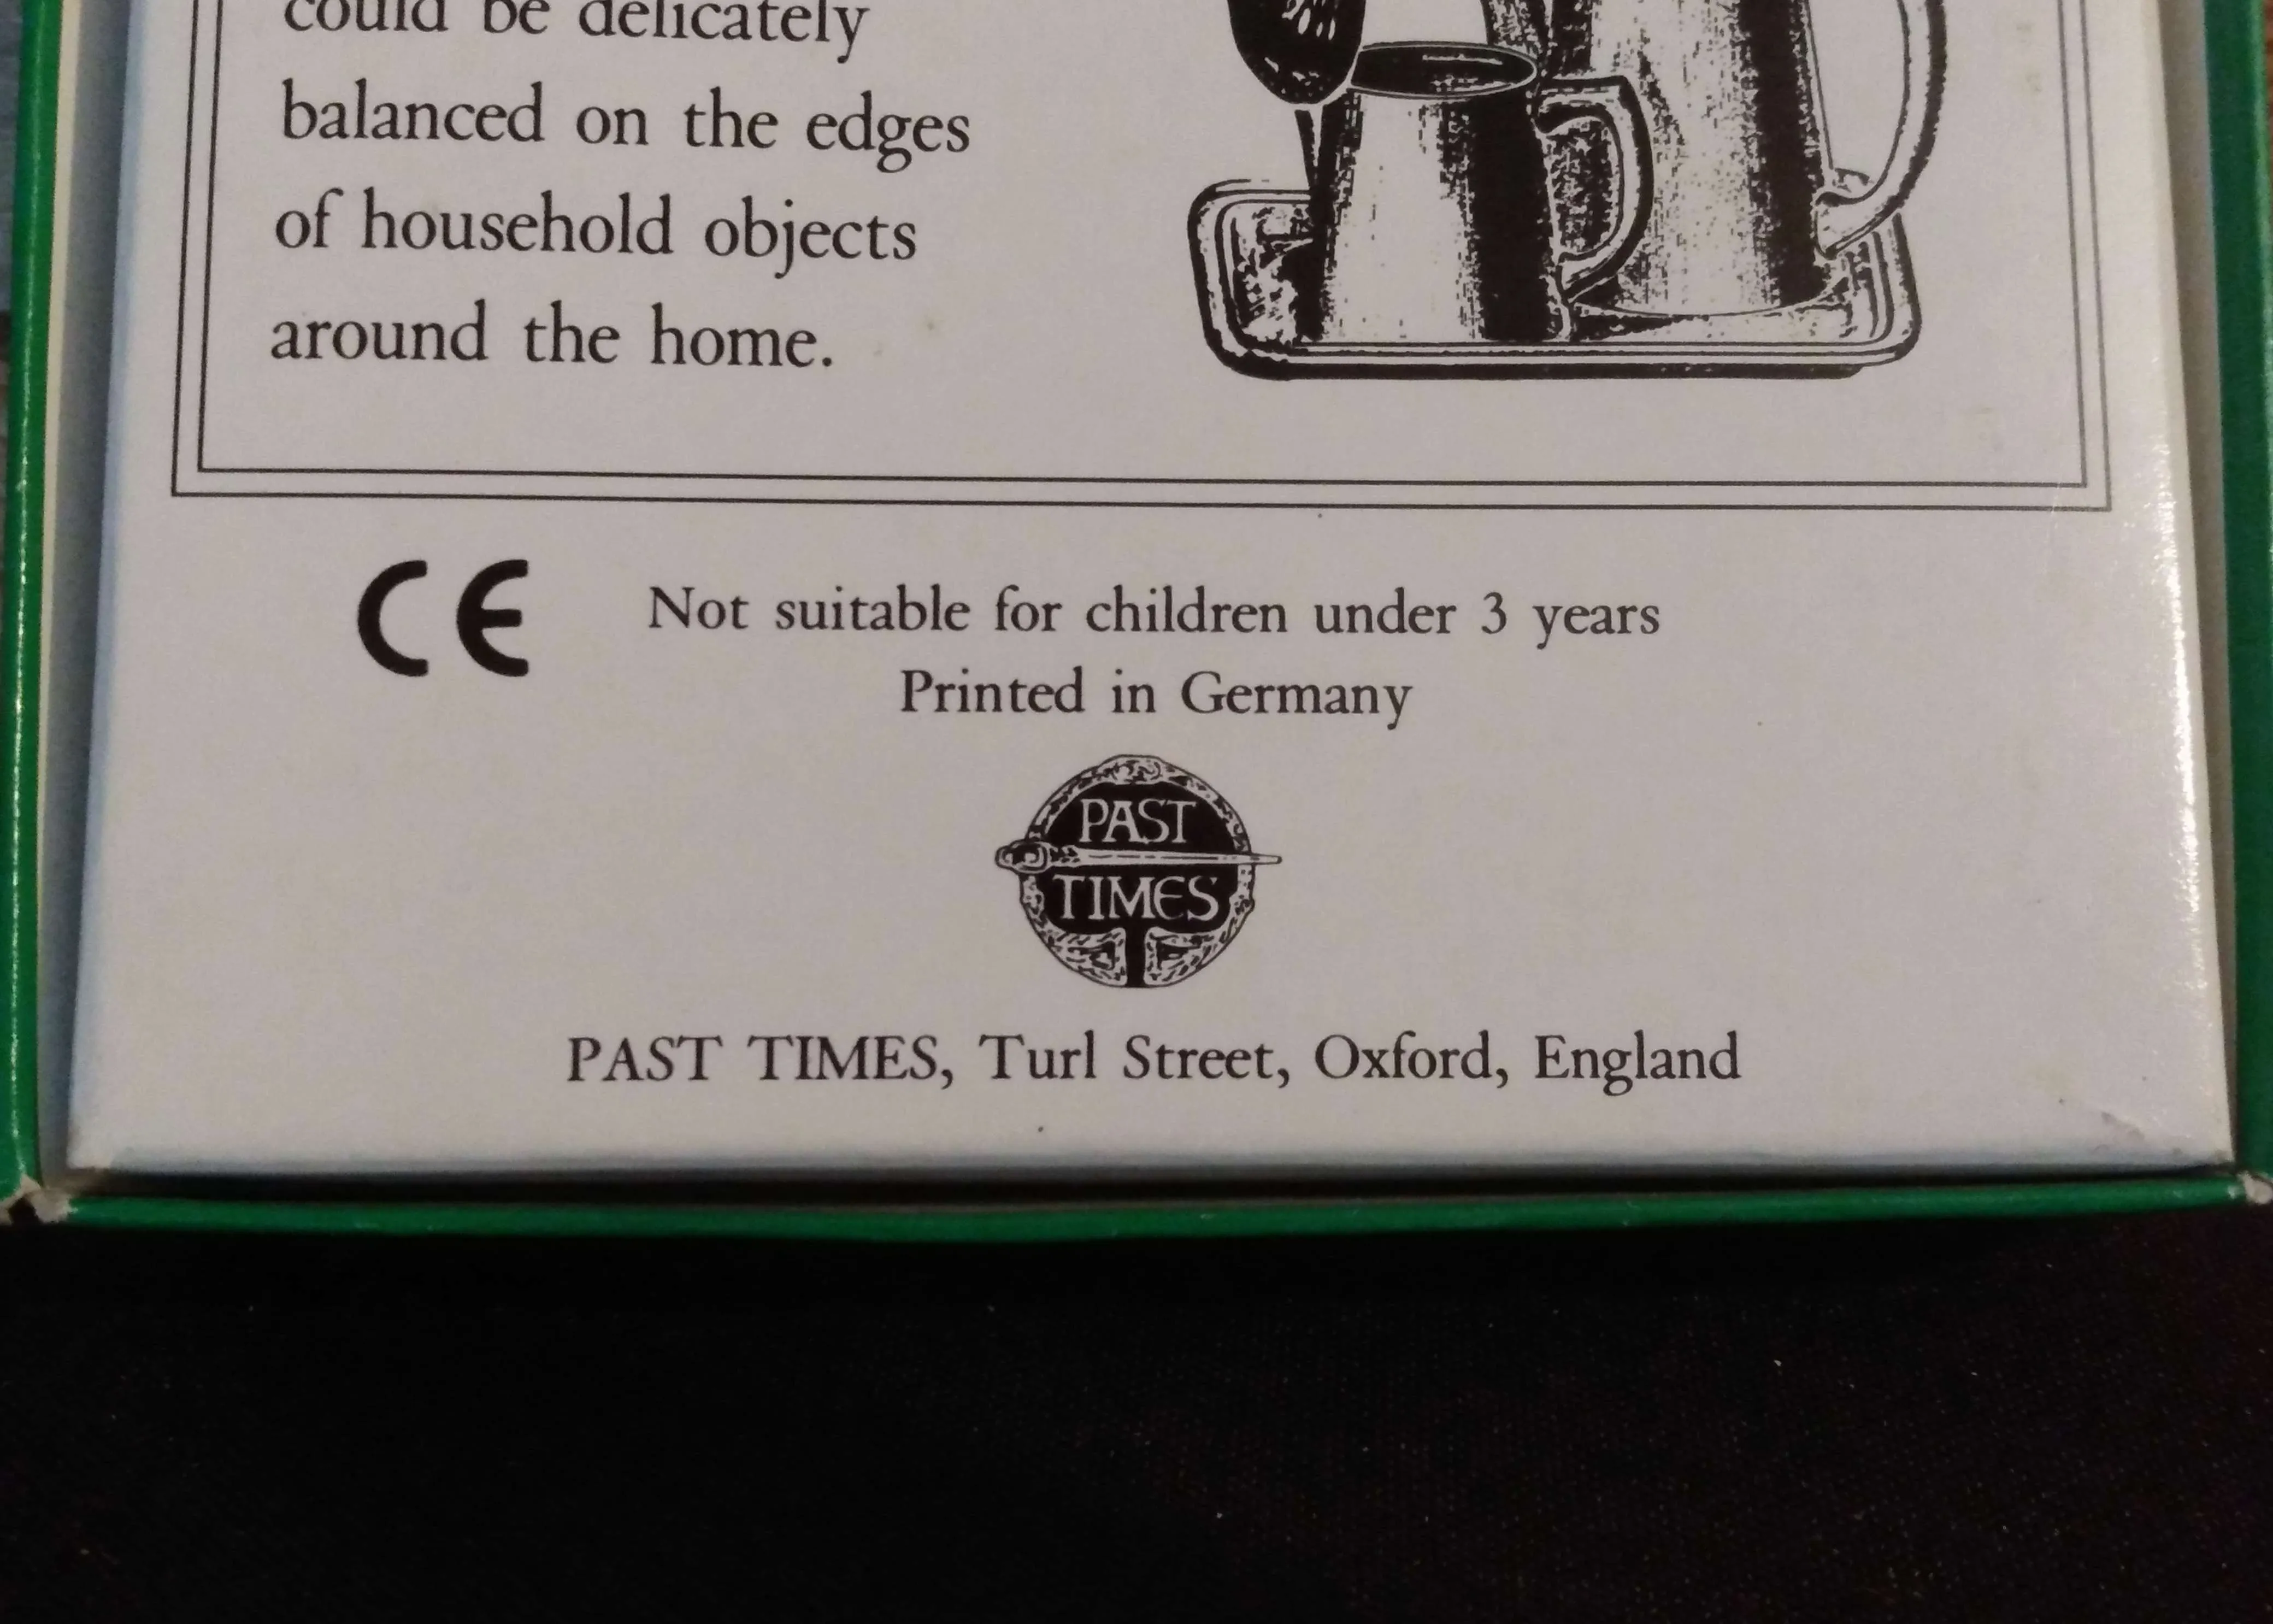 could be delicately
balanced on the edges
of household objects
around the home.
CE
Not suitable for children under 3 years
Printed in Germany
PAST
TIMES
PAST TIMES, Turl Street, Oxford, England